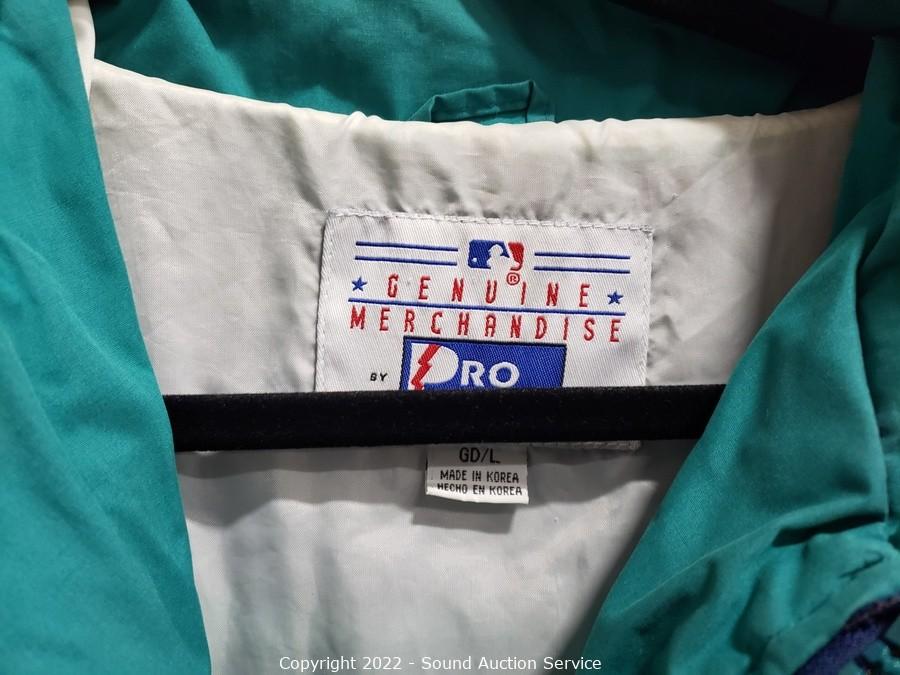 ®
GENUINE
MERCHANDISE
BY PRO
GD/L
MADE IN KOREA
HECHO EN KOREA
Copyright 2022 - Sound Auction Service